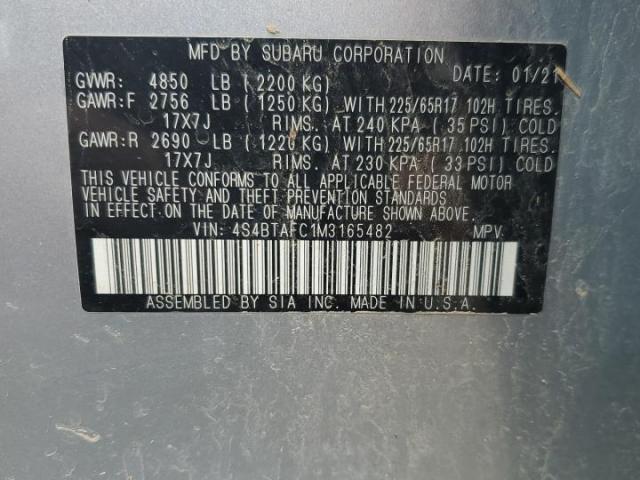 MFD BY SUBARU CORPORATION
DATE: 01/21
GVWR: 4850 LB (2200 KG)
GAWR:F 2756 LB (1250 KG) WITH 225/65R17 102H TIRES,
17X7J RIMS, AT 240 KPA (35 PSI) COLD
GAWR:R 2690 LB (1220 KG) WITH 225/65R17 102H TIRES,
17X7J RIMS, AT 230 KPA (33 PSI) COLD
THIS VEHICLE CONFORMS TO ALL APPLICABLE FEDERAL MOTOR
VEHICLE SAFETY AND THEFT PREVENTION STANDARDS IN EFFECT
ON THE DATE OF MANUFACTURE SHOWN ABOVE.
VIN: 4S4BTAFC1M3165482 MPV
ASSEMBLED BY SIA INC. MADE IN U.S.A.